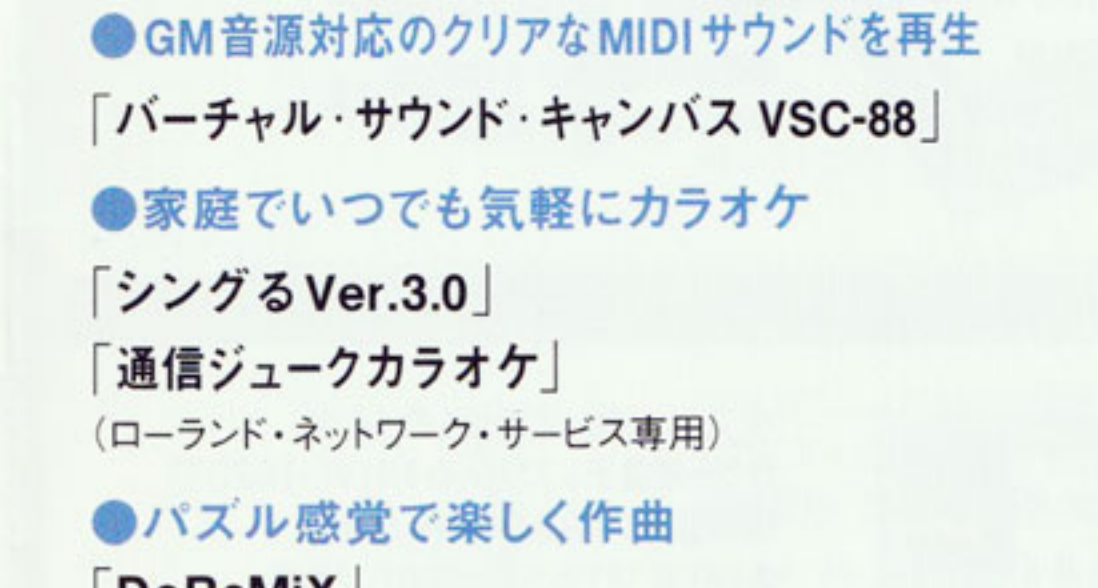 ●GM音源対応のクリアなMIDIサウンドを再生
「バーチャル・サウンド・キャンバス VSC-88」
●家庭でいつでも気軽にカラオケ
「シングる Ver.3.0」
「通信ジュークカラオケ」
（ローランド・ネットワーク・サービス専用）
●パズル感覚で楽しく作曲
「DoReMiX」